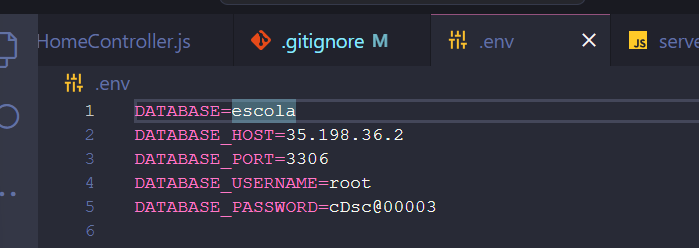 HomeController.js
.gitignore M
.env
JS
.env
1 DATABASE=escola
2 DATABASE_HOST=35.198.36.2
3 DATABASE_PORT=3306
4 DATABASE_USERNAME=root
5 DATABASE_PASSWORD=cDsc@00003
6